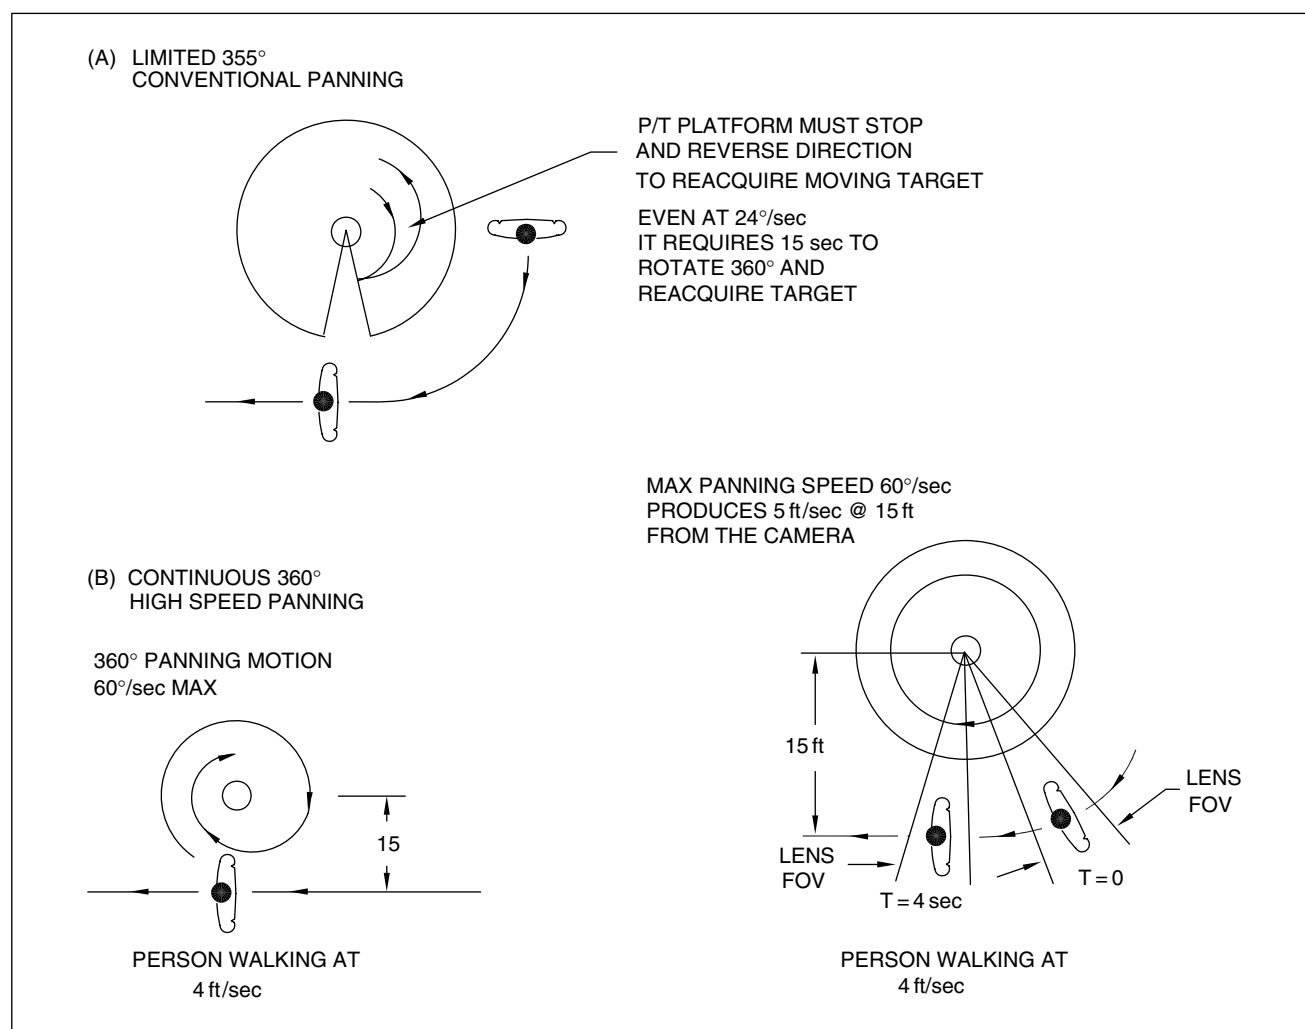 (A) LIMITED 355°
CONVENTIONAL PANNING
P/T PLATFORM MUST STOP
AND REVERSE DIRECTION
TO REACQUIRE MOVING TARGET
EVEN AT 24°/sec
IT REQUIRES 15 sec TO
ROTATE 360° AND
REACQUIRE TARGET
MAX PANNING SPEED 60°/sec
PRODUCES 5 ft/sec @ 15 ft
FROM THE CAMERA
(B) CONTINUOUS 360°
HIGH SPEED PANNING
360° PANNING MOTION
60°/sec MAX
15
PERSON WALKING AT
4 ft/sec
15 ft
LENS
FOV
LENS
FOV
T = 0
T = 4 sec
PERSON WALKING AT
4 ft/sec